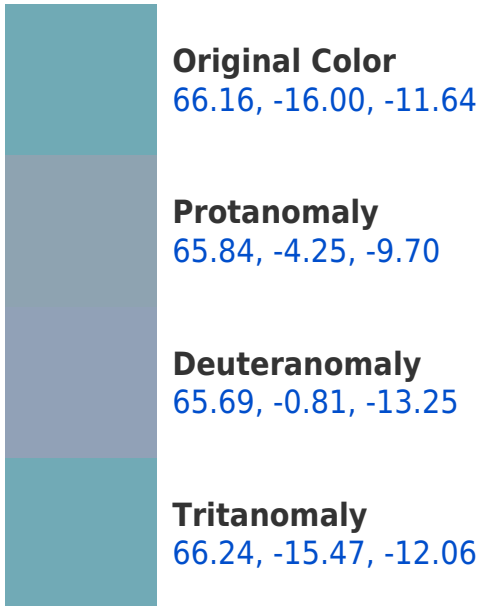 Original Color
66.16, -16.00, -11.64
Protanomaly
65.84, -4.25, -9.70
Deuteranomaly
65.69, -0.81, -13.25
Tritanomaly
66.24, -15.47, -12.06